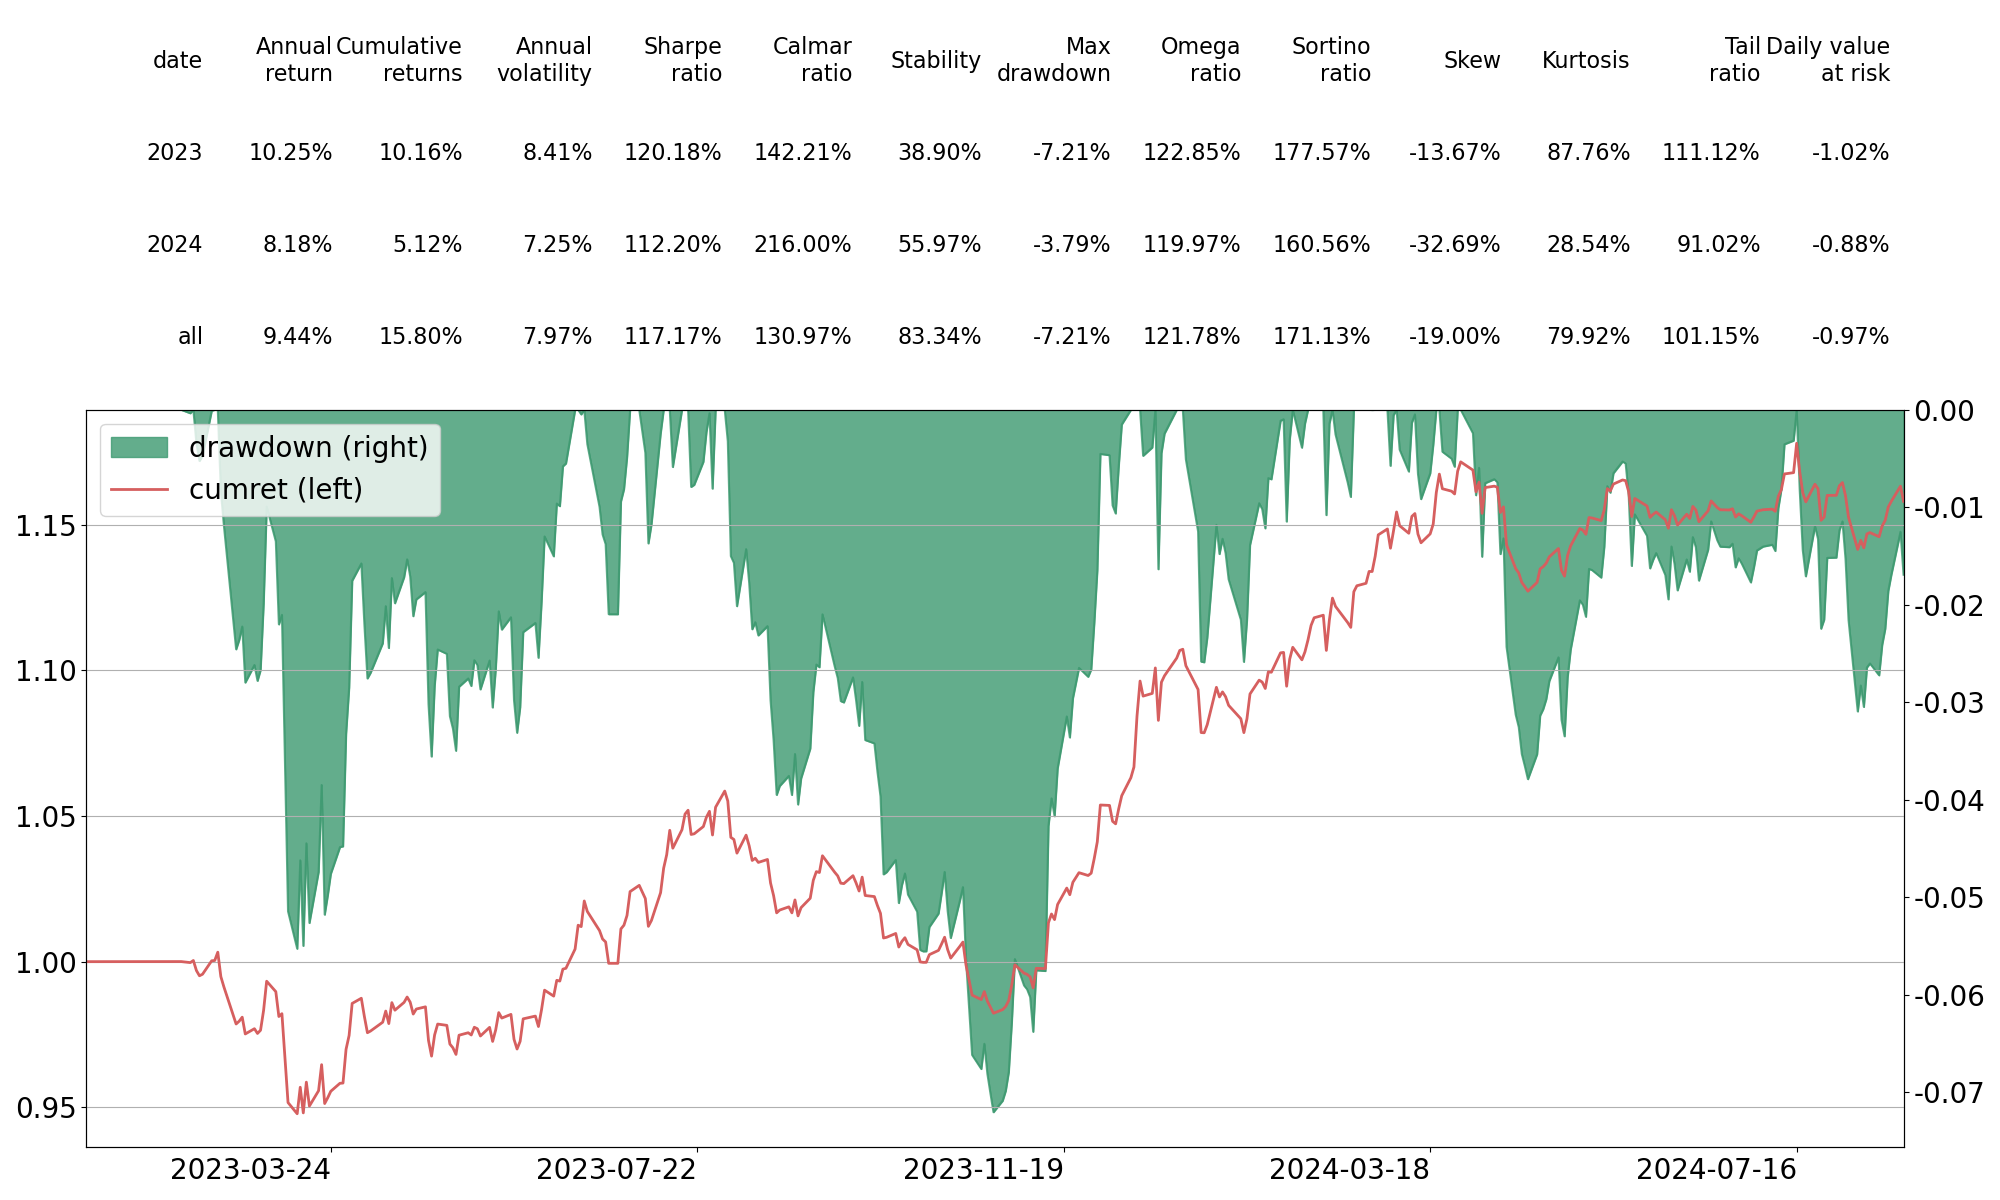 date Annual return Cumulative returns Annual volatility Sharpe ratio Calmar ratio Stability Max drawdown Omega ratio Sortino ratio Skew Kurtosis Tail ratio Daily value at risk
2023 10.25% 10.16% 8.41% 120.18% 142.21% 38.90% -7.21% 122.85% 177.57% -13.67% 87.76% 111.12% -1.02%
2024 8.18% 5.12% 7.25% 112.20% 216.00% 55.97% -3.79% 119.97% 160.56% -32.69% 28.54% 91.02% -0.88%
all 9.44% 15.80% 7.97% 117.17% 130.97% 83.34% -7.21% 121.78% 171.13% -19.00% 79.92% 101.15% -0.97%
drawdown (right)
cumret (left)
1.15
1.10
1.05
1.00
0.95
0.00
-0.01
-0.02
-0.03
-0.04
-0.05
-0.06
-0.07
2023-03-24 2023-07-22 2023-11-19 2024-03-18 2024-07-16